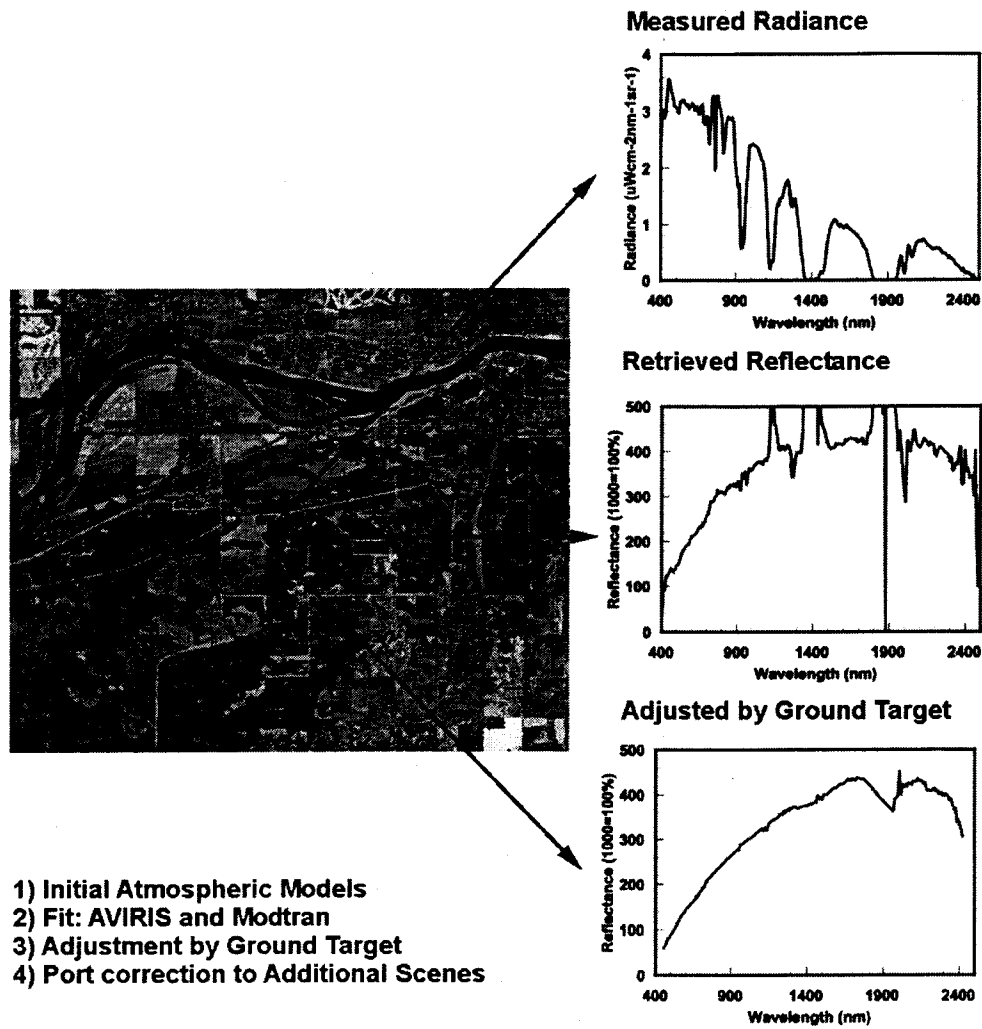 Measured Radiance
Radiance (uWcm-2nm-1sr-1)
4
3
2
1
0
400 900 1400 1900 2400
Wavelength (nm)
Retrieved Reflectance
Reflectance (1000=100%)
500
400
300
200
100
0
400 900 1400 1900 2400
Wavelength (nm)
Adjusted by Ground Target
Reflectance (1000=100%)
500
400
300
200
100
0
400 900 1400 1900 2400
Wavelength (nm)
1) Initial Atmospheric Models
2) Fit: AVIRIS and Modtran
3) Adjustment by Ground Target
4) Port correction to Additional Scenes